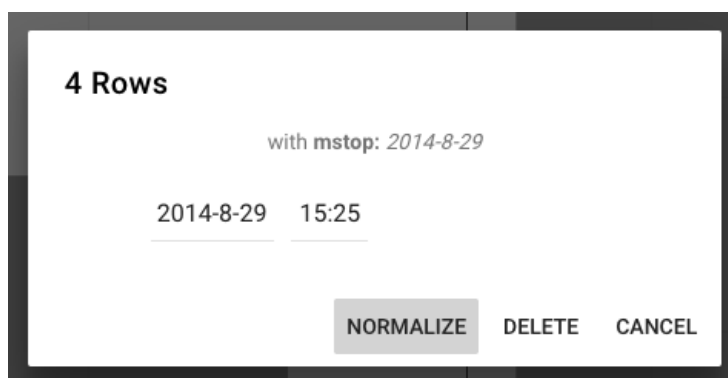 4 Rows
with mstop: 2014-8-29
2014-8-29 15:25
NORMALIZE DELETE CANCEL